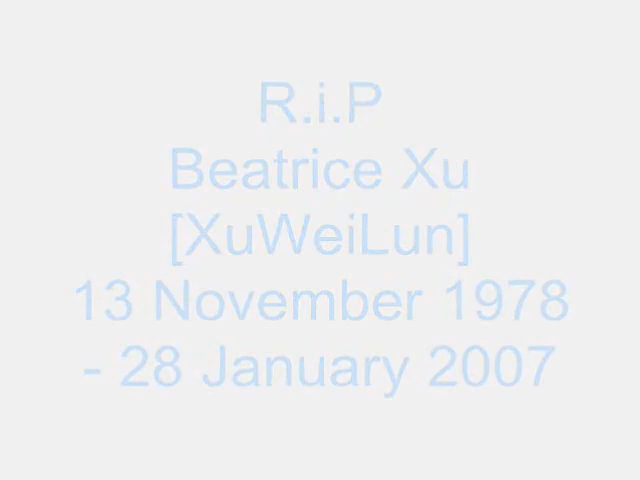 R.i.P
Beatrice Xu
[XuWeiLun]
13 November 1978
- 28 January 2007